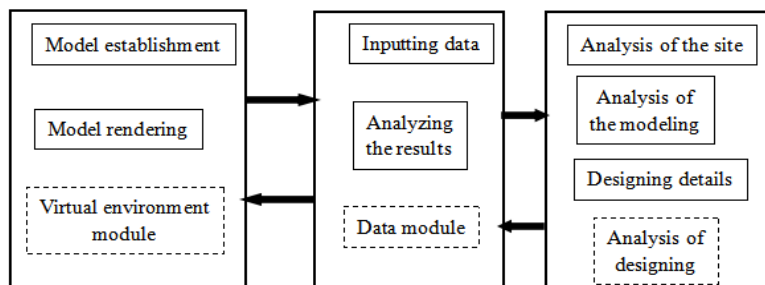 Model establishment
Model rendering
Virtual environment
module
Inputting data
Analyzing
the results
Data module
Analysis of the site
Analysis of
the modeling
Designing details
Analysis of
designing